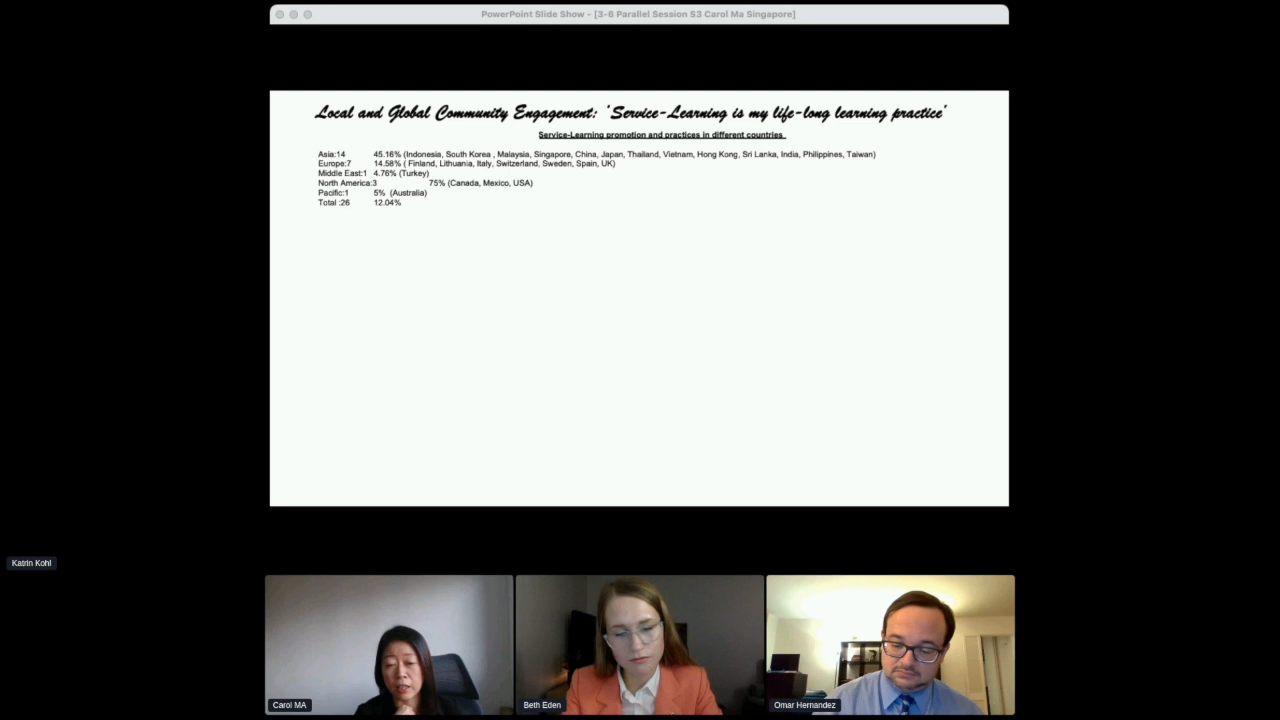 PowerPoint Slide Show - [3-6 Parallel Session S3 Carol Ma Singapore]
Local and Global Community Engagement: 'Service-Learning is my life-long learning practice'
Service-Learning promotion and practices in different countries
Asia:14 45.16% (Indonesia, South Korea , Malaysia, Singapore, China, Japan, Thailand, Vietnam, Hong Kong, Sri Lanka, India, Philippines, Taiwan)
Europe:7 14.58% ( Finland, Lithuania, Italy, Switzerland, Sweden, Spain, UK)
Middle East:1 4.76% (Turkey)
North America:3 75% (Canada, Mexico, USA)
Pacific:1 5% (Australia)
Total :26 12.04%
Katrin Kohl
Carol MA
Beth Eden
Omar Hernandez